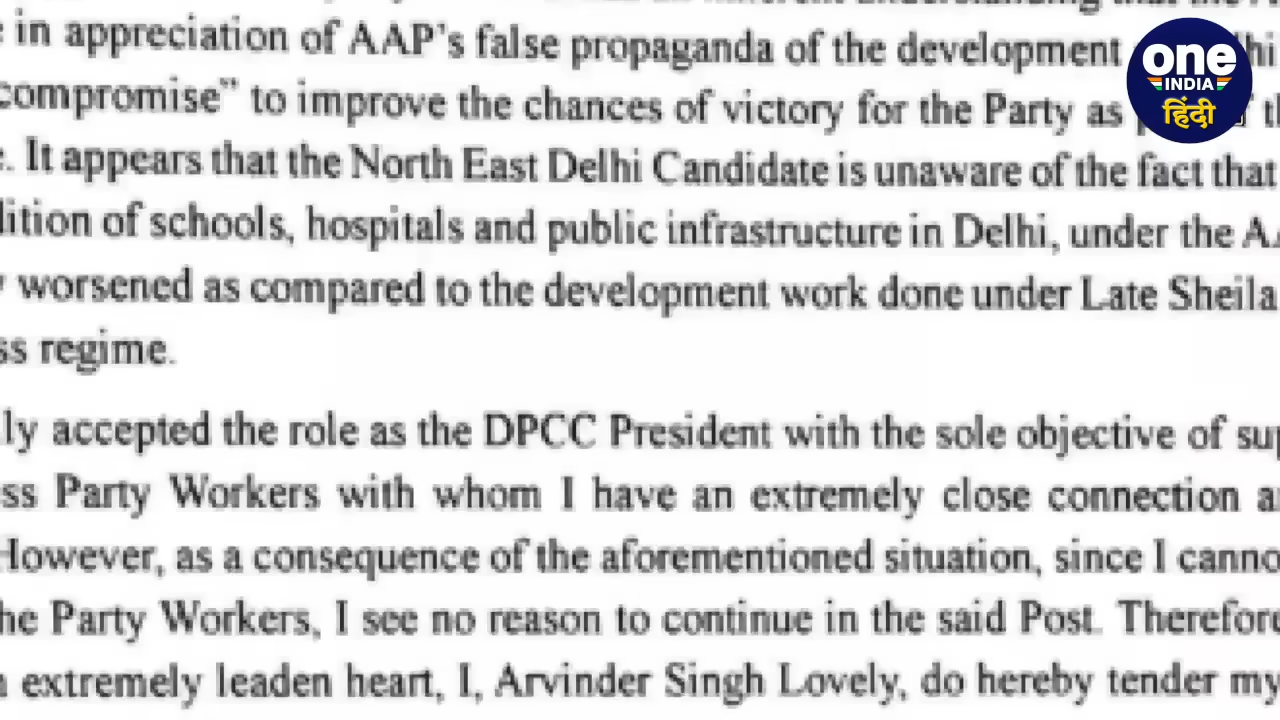 in appreciation of AAP's false propaganda of the development
compromise" to improve the chances of victory for the Party as
. It appears that the North East Delhi Candidate is unaware of the fact that
lition of schools, hospitals and public infrastructure in Delhi, under the A
worsened as compared to the development work done under Late Sheila
ss regime.
lly accepted the role as the DPCC President with the sole objective of sup
ss Party Workers with whom I have an extremely close connection a
However, as a consequence of the aforementioned situation, since I canno
he Party Workers, I see no reason to continue in the said Post. Therefore
extremely leaden heart, I, Arvinder Singh Lovely, do hereby tender my
one
INDIA
हिंदी